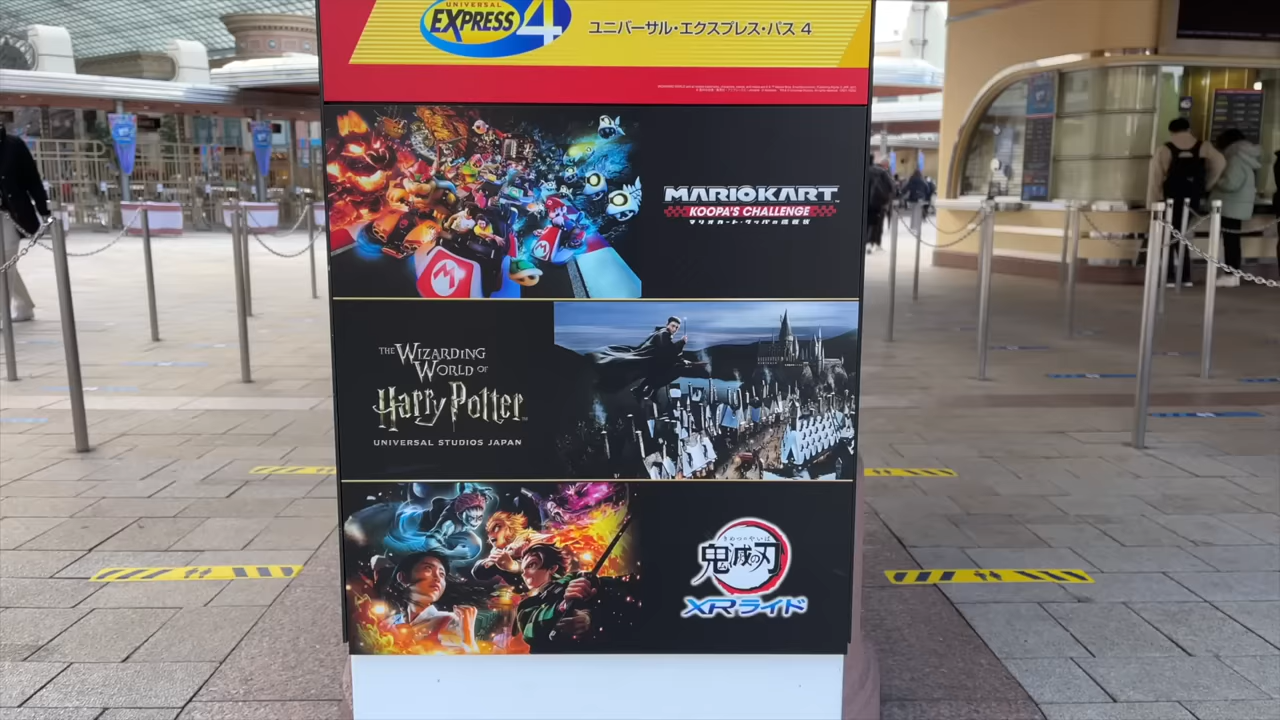 UNIVERSAL
EXPRESS 4
ユニバーサル・エクスプレス・パス 4
MARIOKART™
KOOPA'S CHALLENGE
マリオカート・クッパの挑戦状
THE WIZARDING
WORLD OF
Harry Potter™
UNIVERSAL STUDIOS JAPAN
きめつのやいば
鬼滅の刃
XRライド